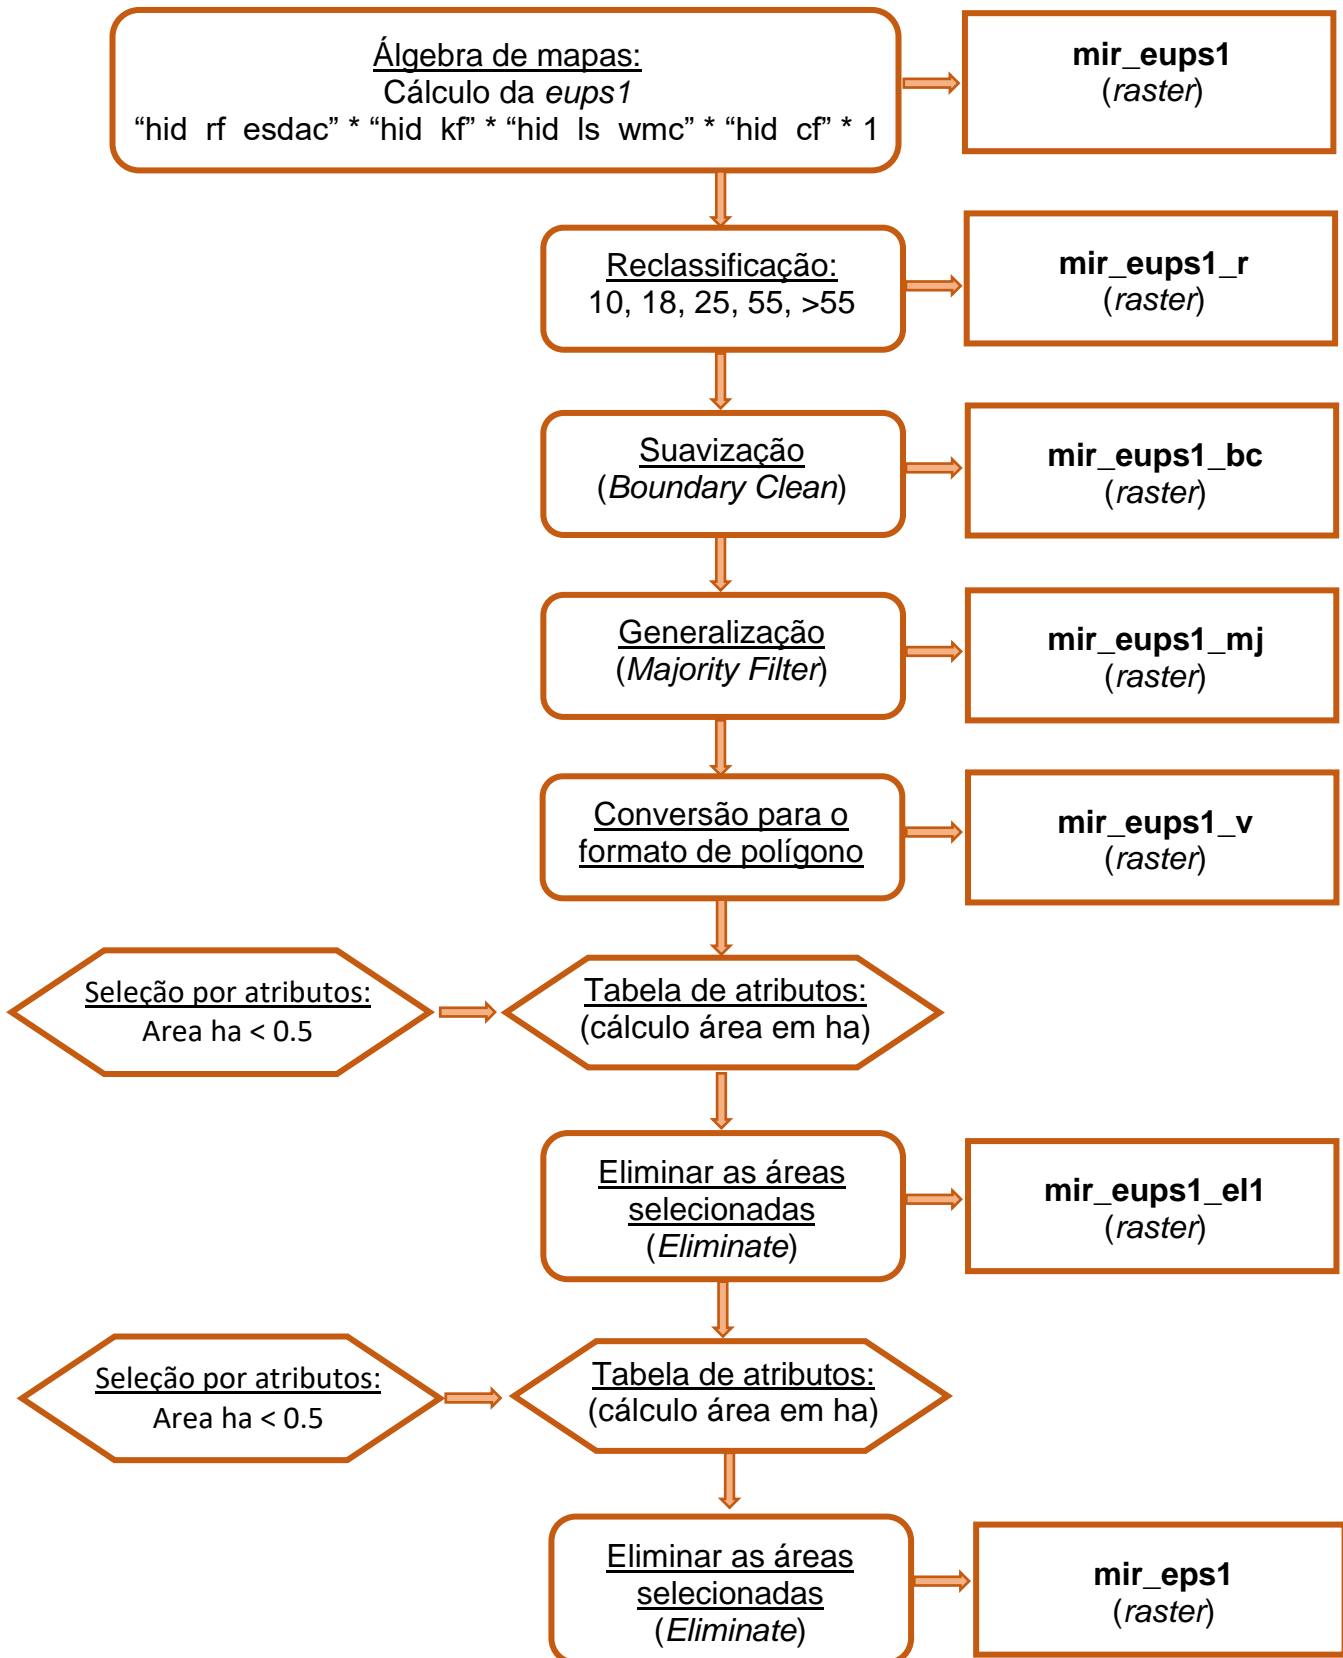 Álgebra de mapas:
Cálculo da eups1
“hid rf esdac” * “hid kf” * “hid ls wmc” * “hid cf” * 1
mir_eups1
(raster)
Reclassificação:
10, 18, 25, 55, >55
mir_eups1_r
(raster)
Suavização
(Boundary Clean)
mir_eups1_bc
(raster)
Generalização
(Majority Filter)
mir_eups1_mj
(raster)
Conversão para o
formato de polígono
mir_eups1_v
(raster)
Seleção por atributos:
Area ha < 0.5
Tabela de atributos:
(cálculo área em ha)
Eliminar as áreas
selecionadas
(Eliminate)
mir_eups1_el1
(raster)
Seleção por atributos:
Area ha < 0.5
Tabela de atributos:
(cálculo área em ha)
Eliminar as áreas
selecionadas
(Eliminate)
mir_eps1
(raster)